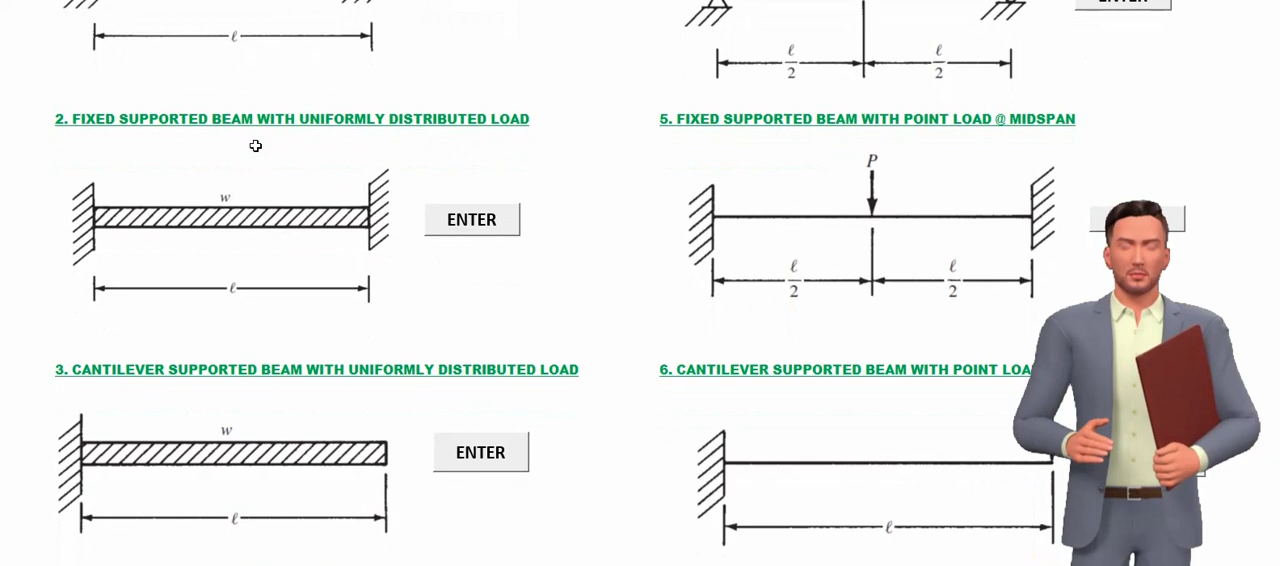 ℓ
ENTER
ℓ
2
ℓ
2
2. FIXED SUPPORTED BEAM WITH UNIFORMLY DISTRIBUTED LOAD
w
ENTER
ℓ
5. FIXED SUPPORTED BEAM WITH POINT LOAD @ MIDSPAN
P
ℓ
2
ℓ
2
3. CANTILEVER SUPPORTED BEAM WITH UNIFORMLY DISTRIBUTED LOAD
w
ENTER
ℓ
6. CANTILEVER SUPPORTED BEAM WITH POINT
ℓ